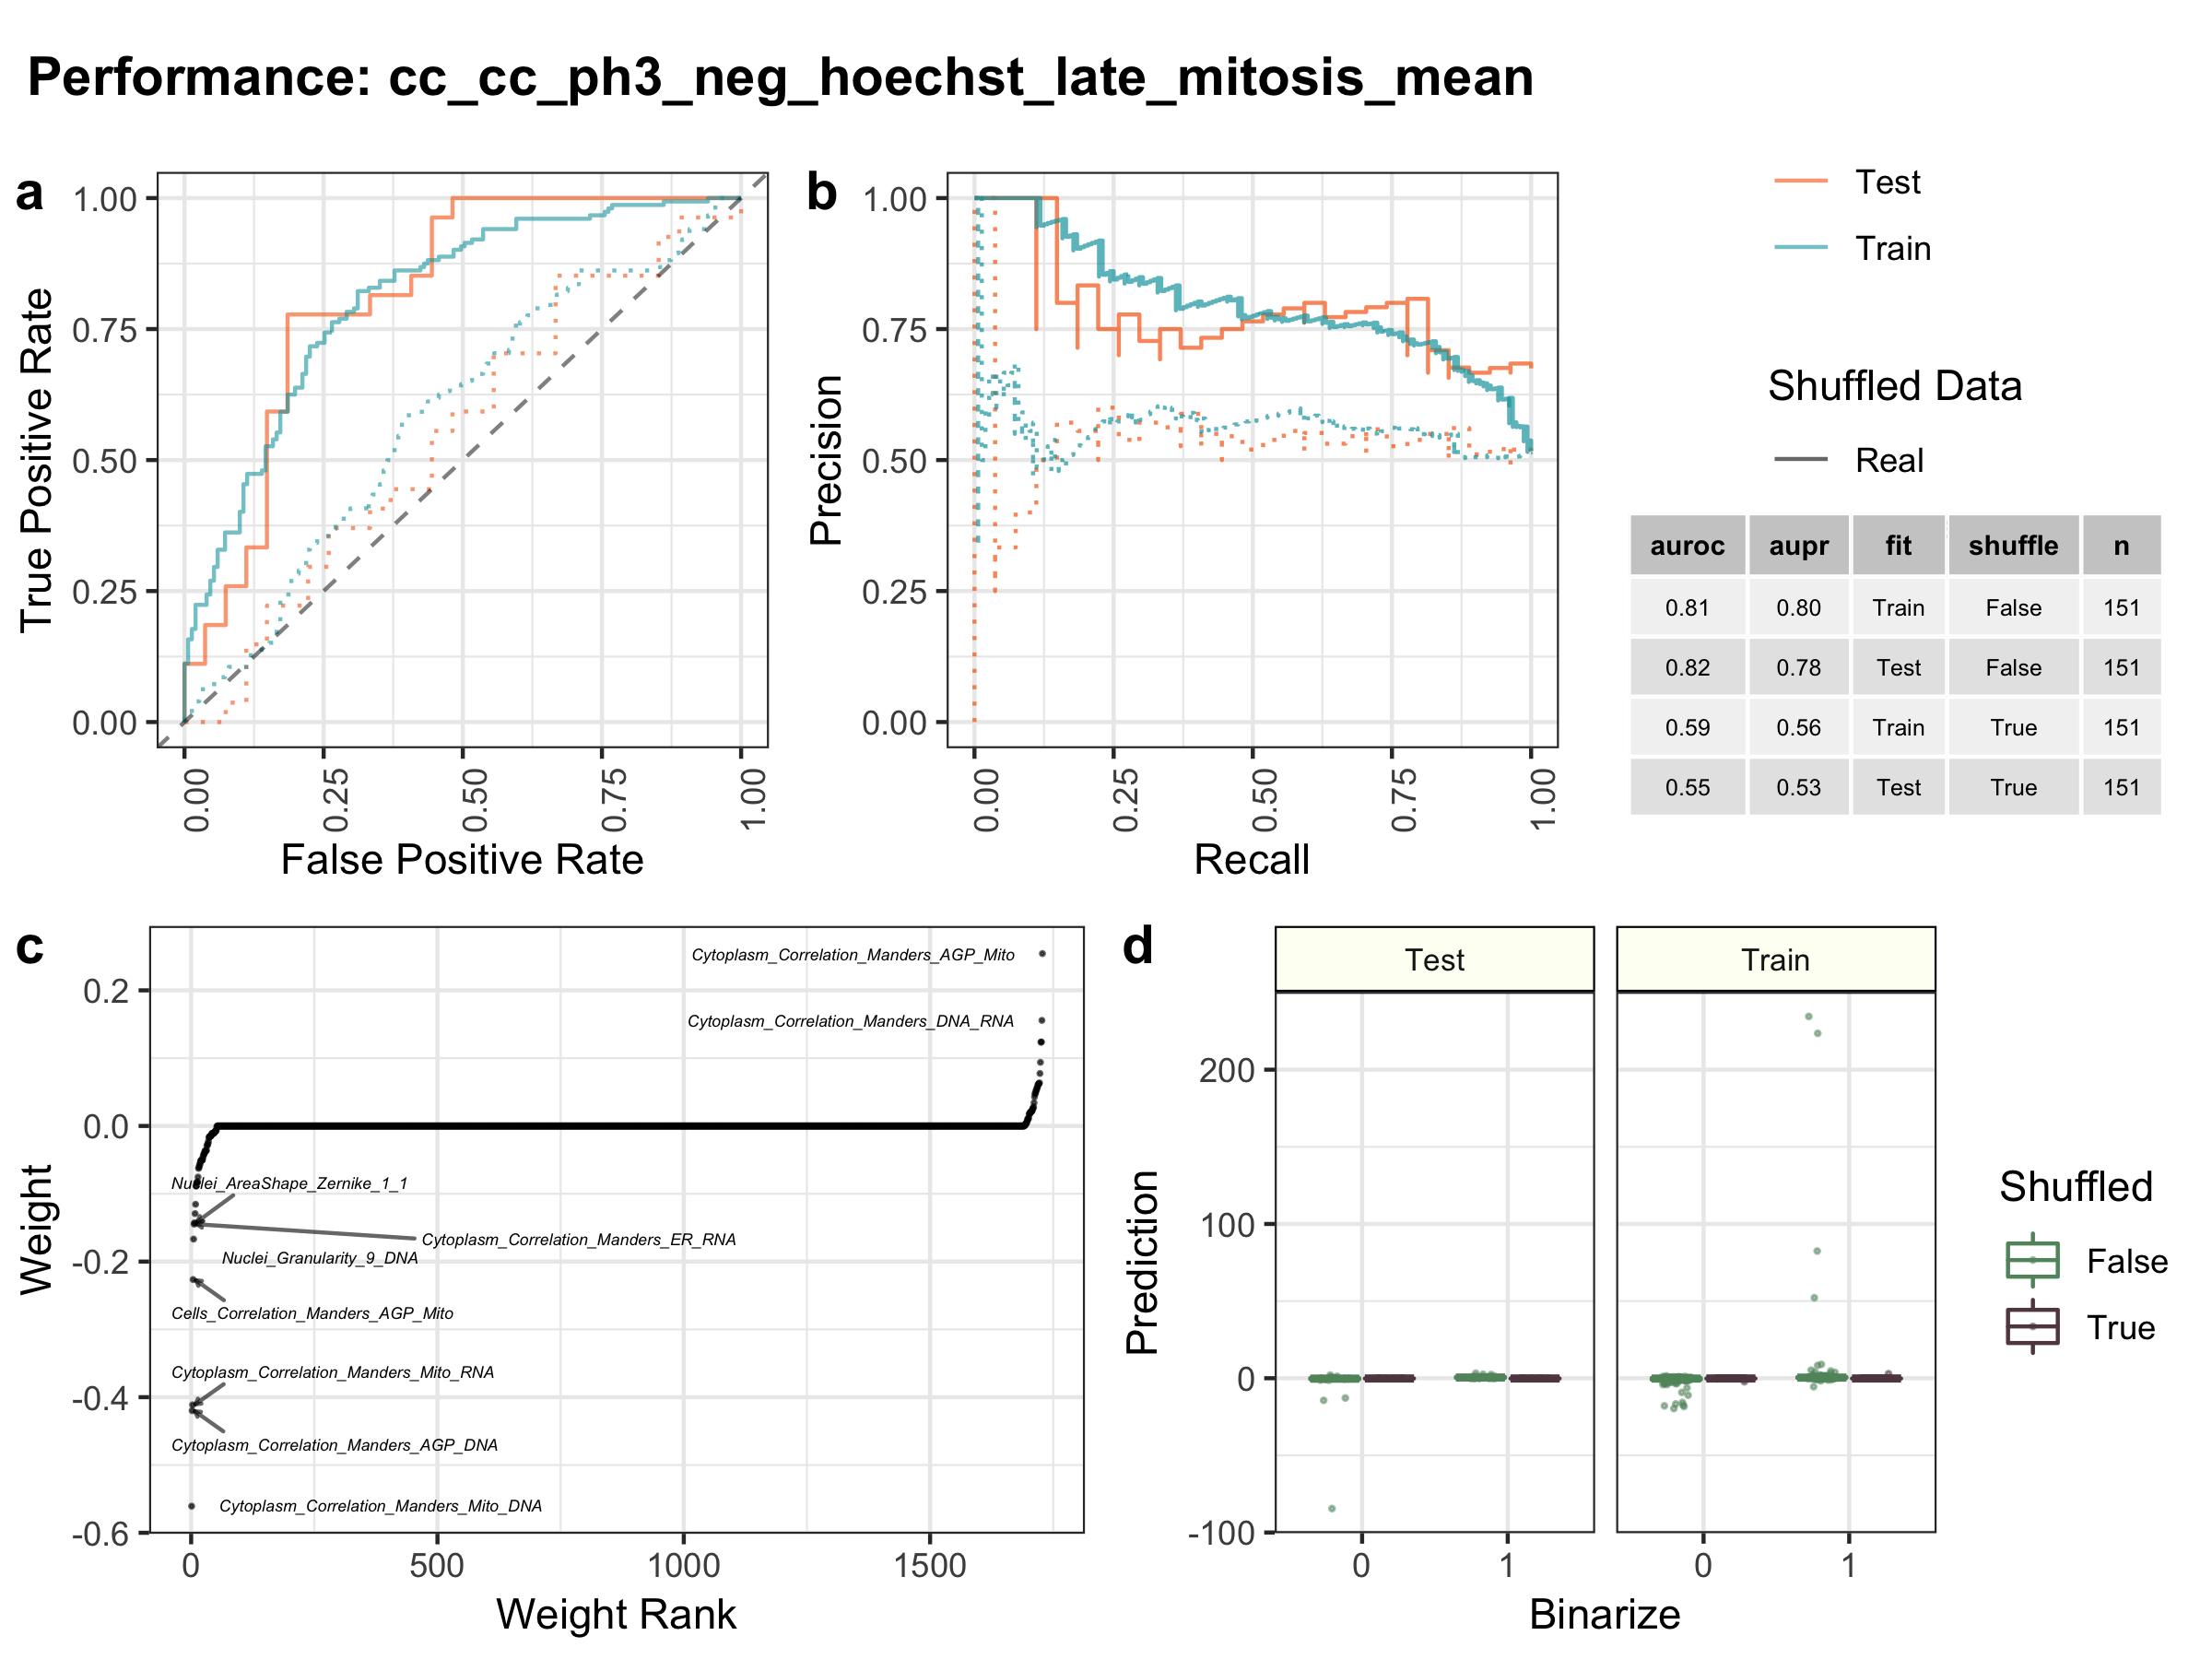 Performance: cc_cc_ph3_neg_hoechst_late_mitosis_mean
a
1.00
0.75
0.50
0.25
0.00
True Positive Rate
0.00
0.25
0.50
0.75
1.00
False Positive Rate
b
1.00
0.75
0.50
0.25
0.00
Precision
0.00
0.25
0.50
0.75
1.00
Recall
Test
Train
Shuffled Data
Real
auroc aupr fit shuffle n
0.81 0.80 Train False 151
0.82 0.78 Test False 151
0.59 0.56 Train True 151
0.55 0.53 Test True 151
c
0.2
0.0
-0.2
-0.4
-0.6
Weight
Cytoplasm_Correlation_Manders_AGP_Mito
Cytoplasm_Correlation_Manders_DNA_RNA
Nuclei_AreaShape_Zernike_1_1
Cytoplasm_Correlation_Manders_ER_RNA
Nuclei_Granularity_9_DNA
Cells_Correlation_Manders_AGP_Mito
Cytoplasm_Correlation_Manders_Mito_RNA
Cytoplasm_Correlation_Manders_AGP_DNA
Cytoplasm_Correlation_Manders_Mito_DNA
0
500
1000
1500
Weight Rank
d
Test
Train
200
100
0
-100
Prediction
0
1
0
1
Binarize
Shuffled
False
True